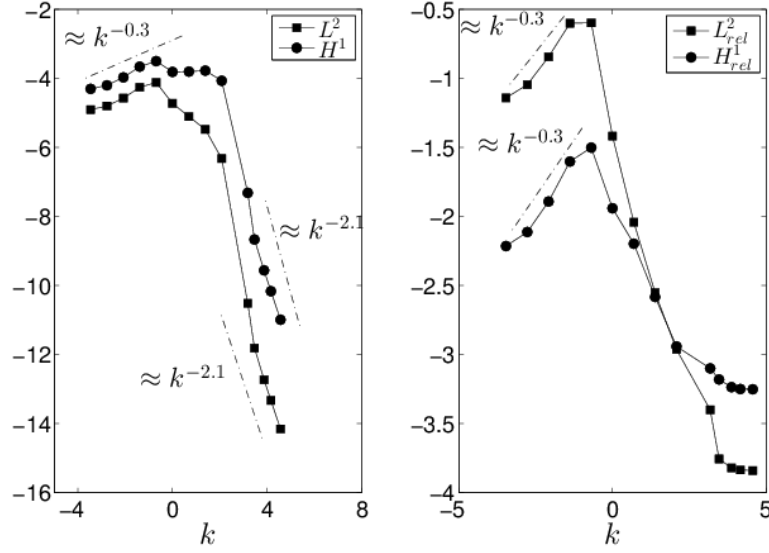 −2
−4
−6
−8
−10
−12
−14
−16
−4
0
4
8
k
≈ k^{−0.3}
L^2
H^1
≈ k^{−2.1}
≈ k^{−2.1}
−0.5
−1
−1.5
−2
−2.5
−3
−3.5
−4
−5
0
5
k
≈ k^{−0.3}
L^2_{rel}
H^1_{rel}
≈ k^{−0.3}